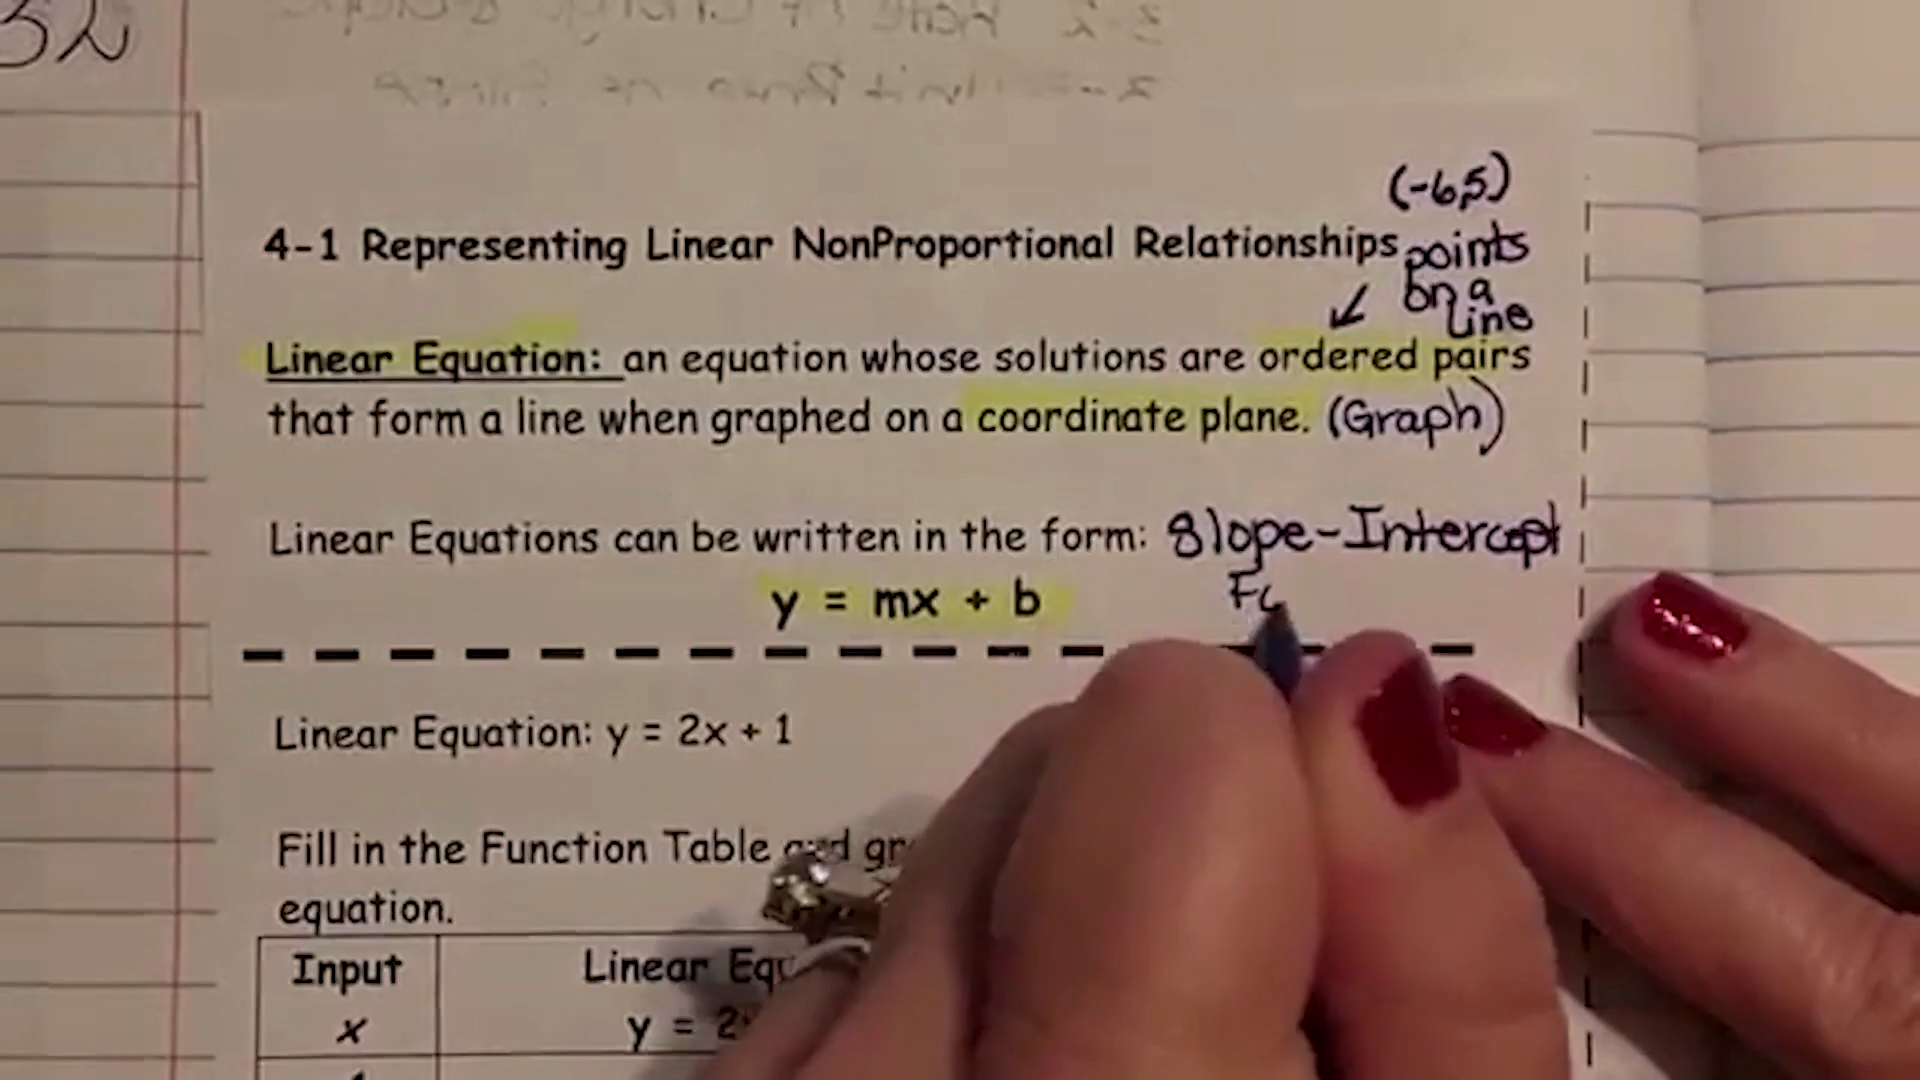 32
(-6,5)
4-1 Representing Linear NonProportional Relationships
points
on a
line
Linear Equation: an equation whose solutions are ordered pairs
that form a line when graphed on a coordinate plane. (Graph)
Linear Equations can be written in the form: Slope-Intercept
y = mx + b Fo
Linear Equation: y = 2x + 1
Fill in the Function Table and
equation.
Input Linear
x y = 2